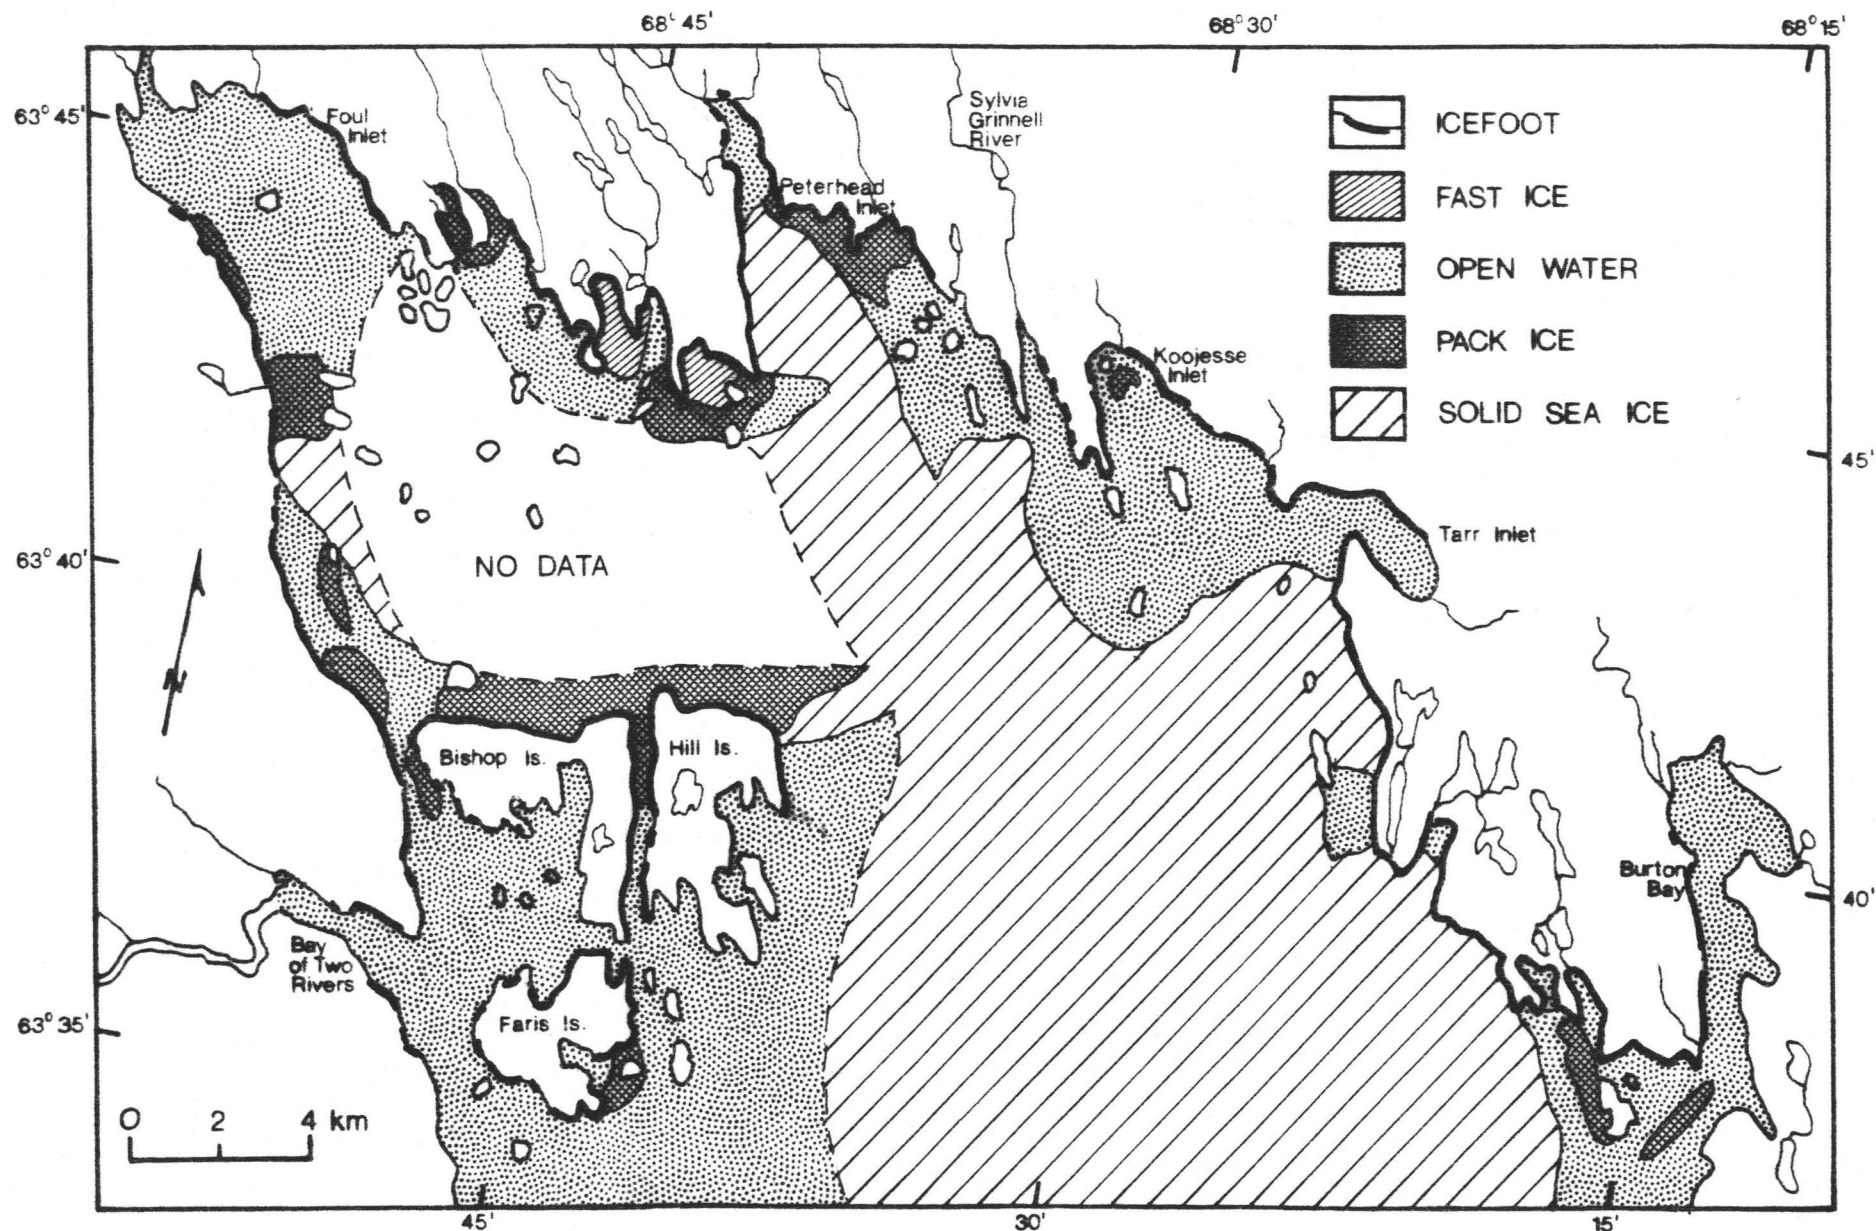 68° 45'
68° 30'
68° 15'
63° 45'
63° 40'
63° 35'
45'
40'
45'
30'
15'
Foul
Inlet
Sylvia
Grinnell
River
Peterhead
Inlet
Koojesse
Inlet
Tarr Inlet
ICEFOOT
FAST ICE
OPEN WATER
PACK ICE
SOLID SEA ICE
NO DATA
N
Bishop Is.
Hill Is.
Burton
Bay
Bay
of Two
Rivers
Faris Is.
0 2 4 km